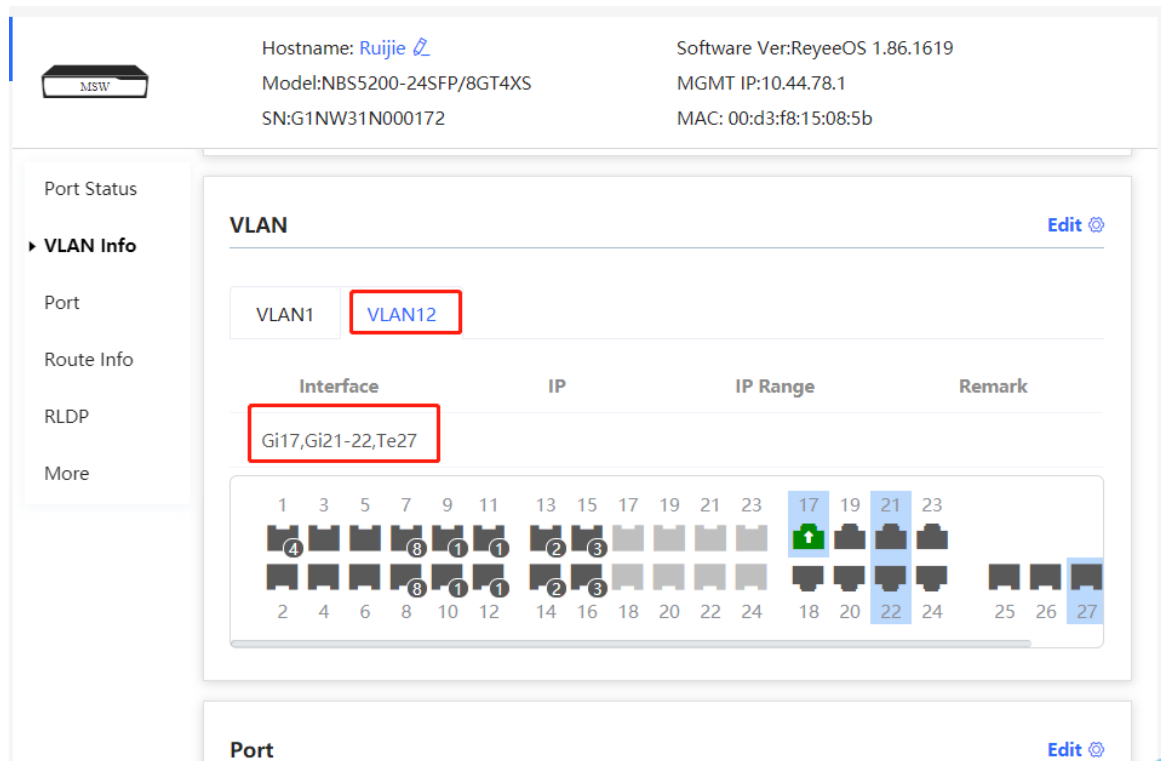 Hostname: Ruijie
Software Ver:ReyeeOS 1.86.1619
MSW
Model:NBS5200-24SFP/8GT4XS
MGMT IP:10.44.78.1
SN:G1NW31N000172
MAC: 00:d3:f8:15:08:5b
Port Status
VLAN Info
Port
Route Info
RLDP
More
VLAN
Edit
VLAN1 VLAN12
Interface IP IP Range Remark
Gi17,Gi21-22,Te27
1 3 5 7 9 11 13 15 17 19 21 23 17 19 21 23
4 8 1 1 2 3
8 1 1 2 3
2 4 6 8 10 12 14 16 18 20 22 24 18 20 22 24 25 26 27
Port
Edit